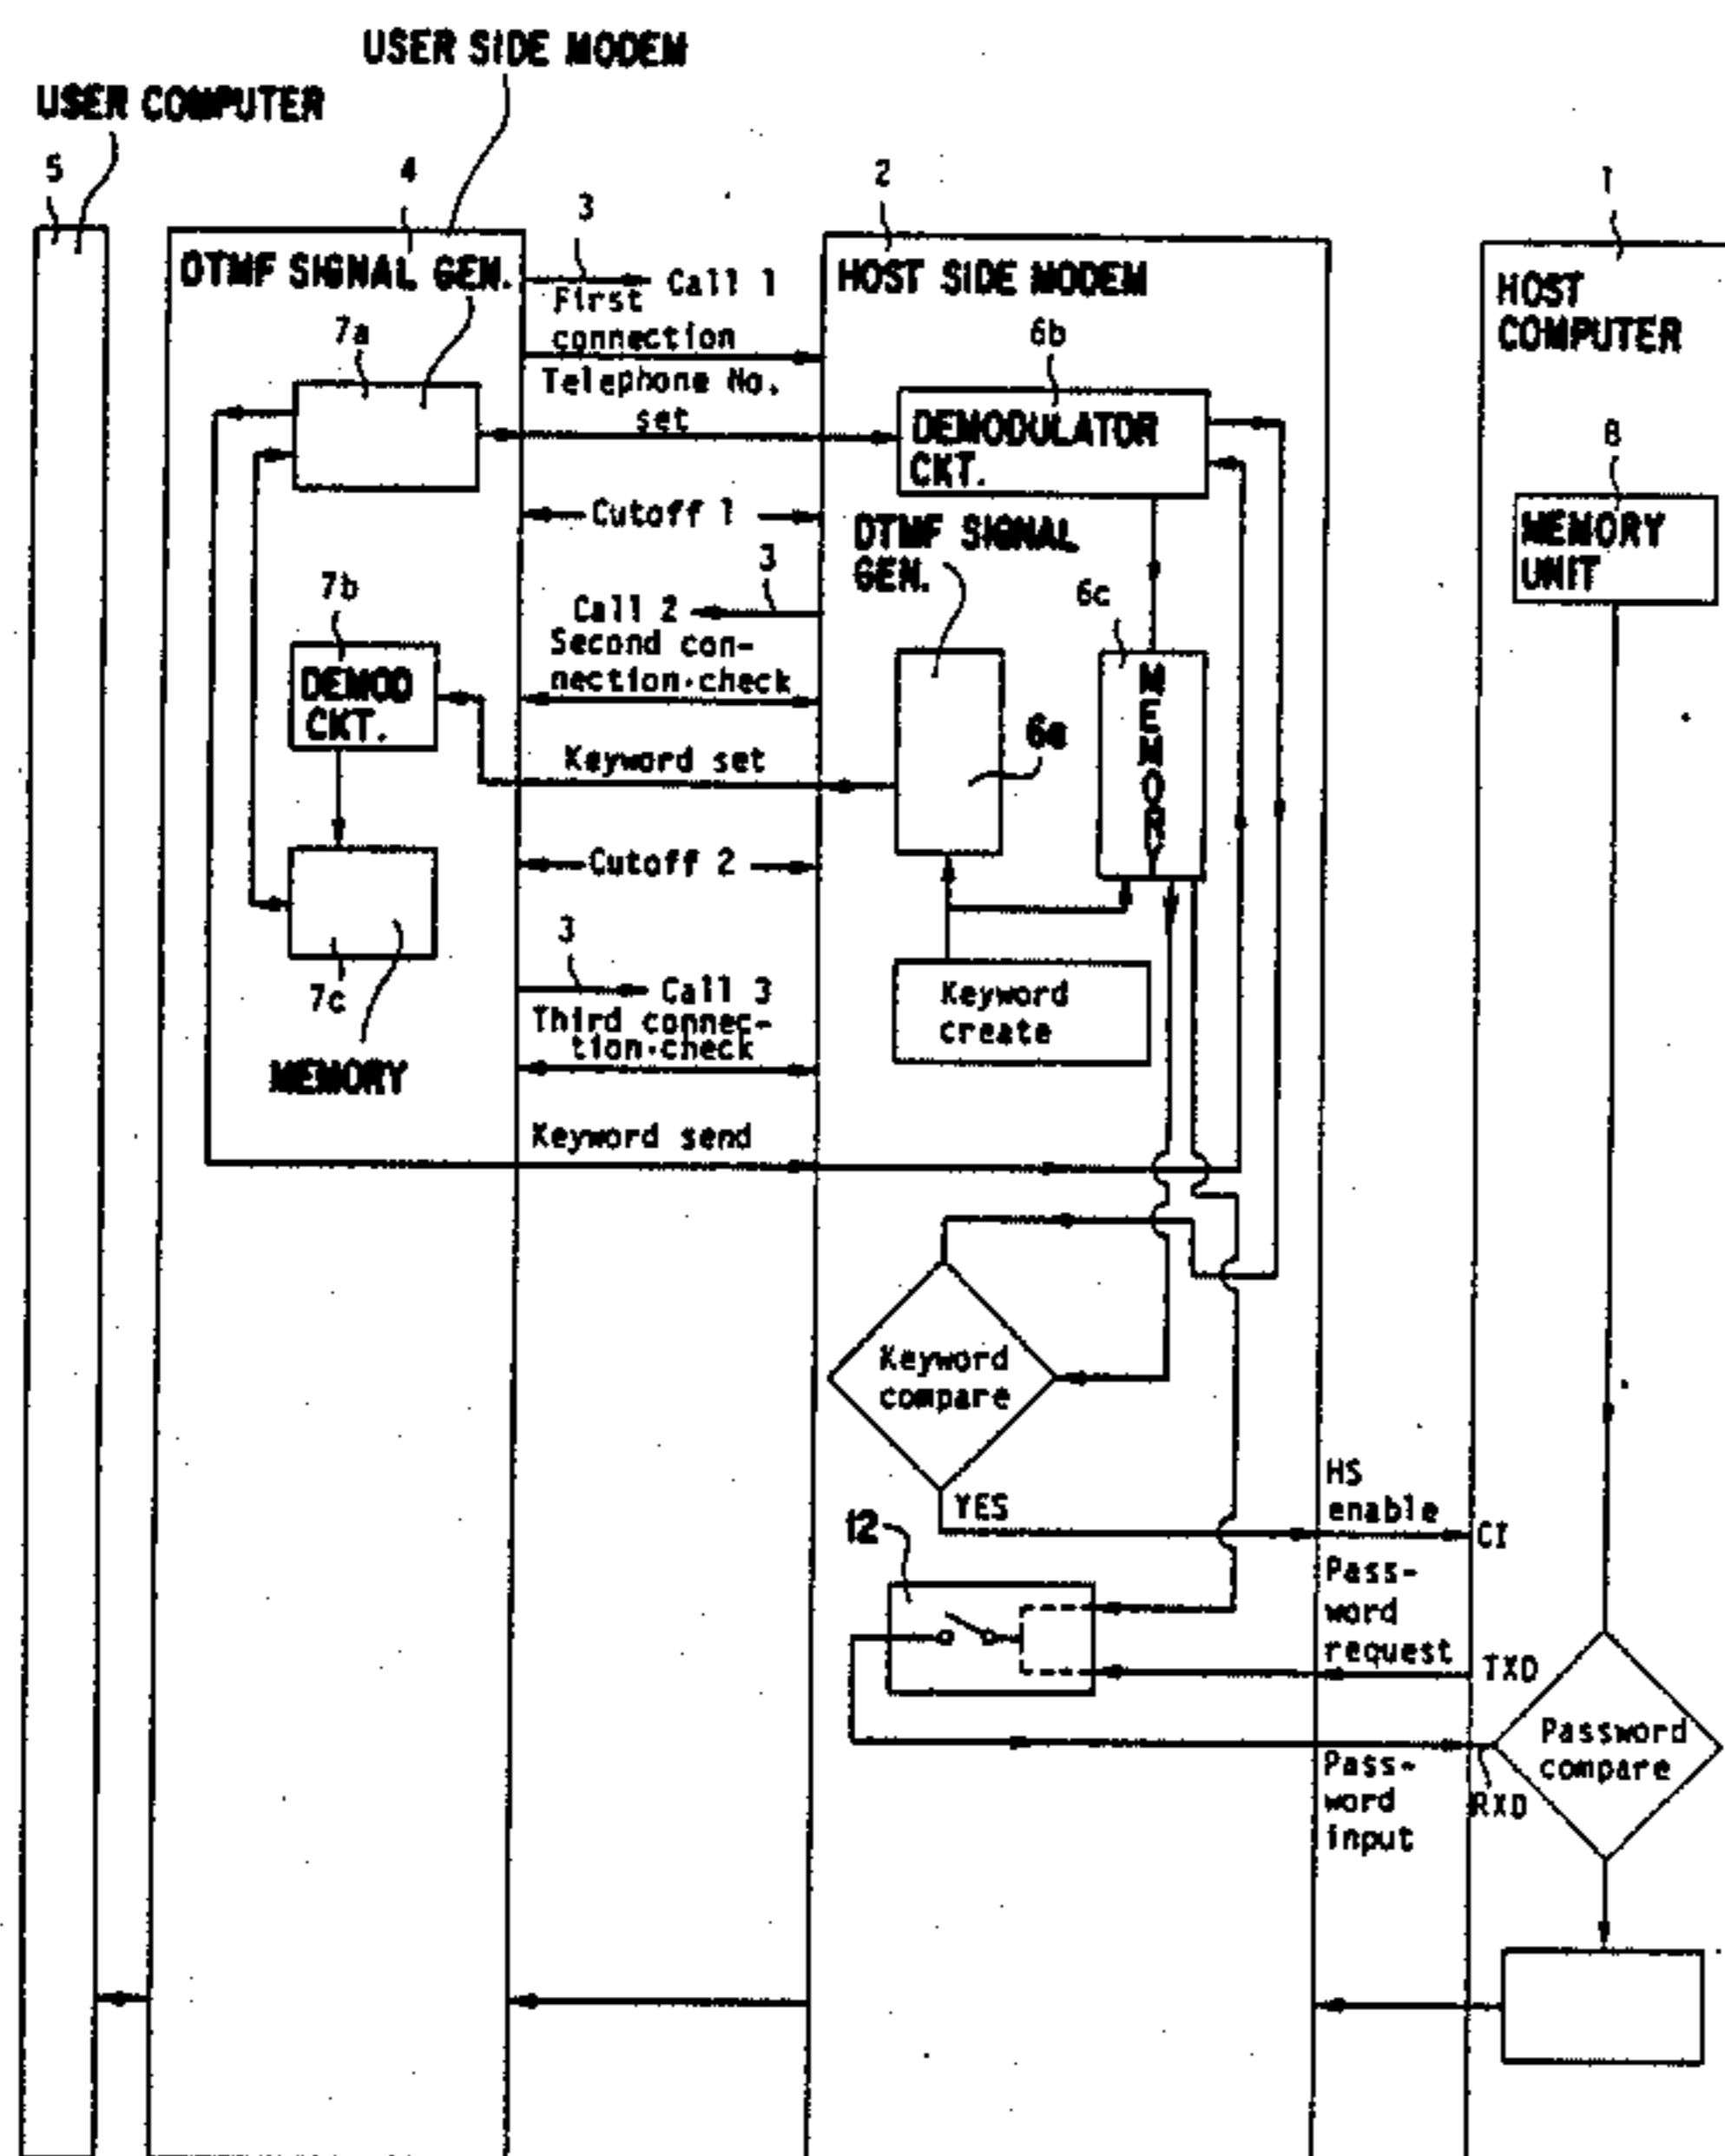 USER SIDE MODEM
USER COMPUTER
5
4
3
2
1
DTMF SIGNAL GEN.
Call 1
First
connection
HOST SIDE MODEM
HOST
COMPUTER
7a
6b
Telephone No.
set
DEMODULATOR
CKT.
8
Cutoff 1
DTMF SIGNAL
GEN.
MEMORY
UNIT
3
7b
Call 2
6c
Second con-
nection·check
DEMOD
CKT.
MEMORY
6a
Keyword set
Cutoff 2
3
7c
Call 3
Third connec-
tion·check
Keyword
create
MEMORY
Keyword send
Keyword
compare
YES
HS
enable
12
CI
Pass-
word
request
TXD
Password
compare
Pass-
word
input
RXD